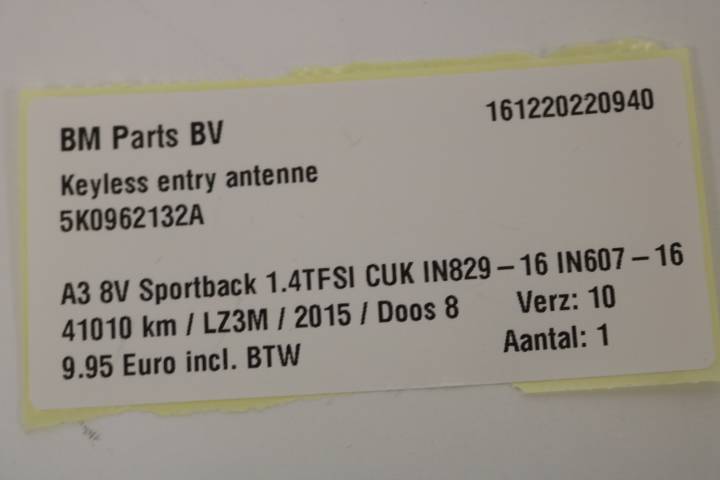 BM Parts BV
161220220940
Keyless entry antenne
5K0962132A
A3 8V Sportback 1.4TFSI CUK IN829-16 IN607-16
41010 km / LZ3M / 2015 / Doos 8
Verz: 10
9.95 Euro incl. BTW
Aantal: 1